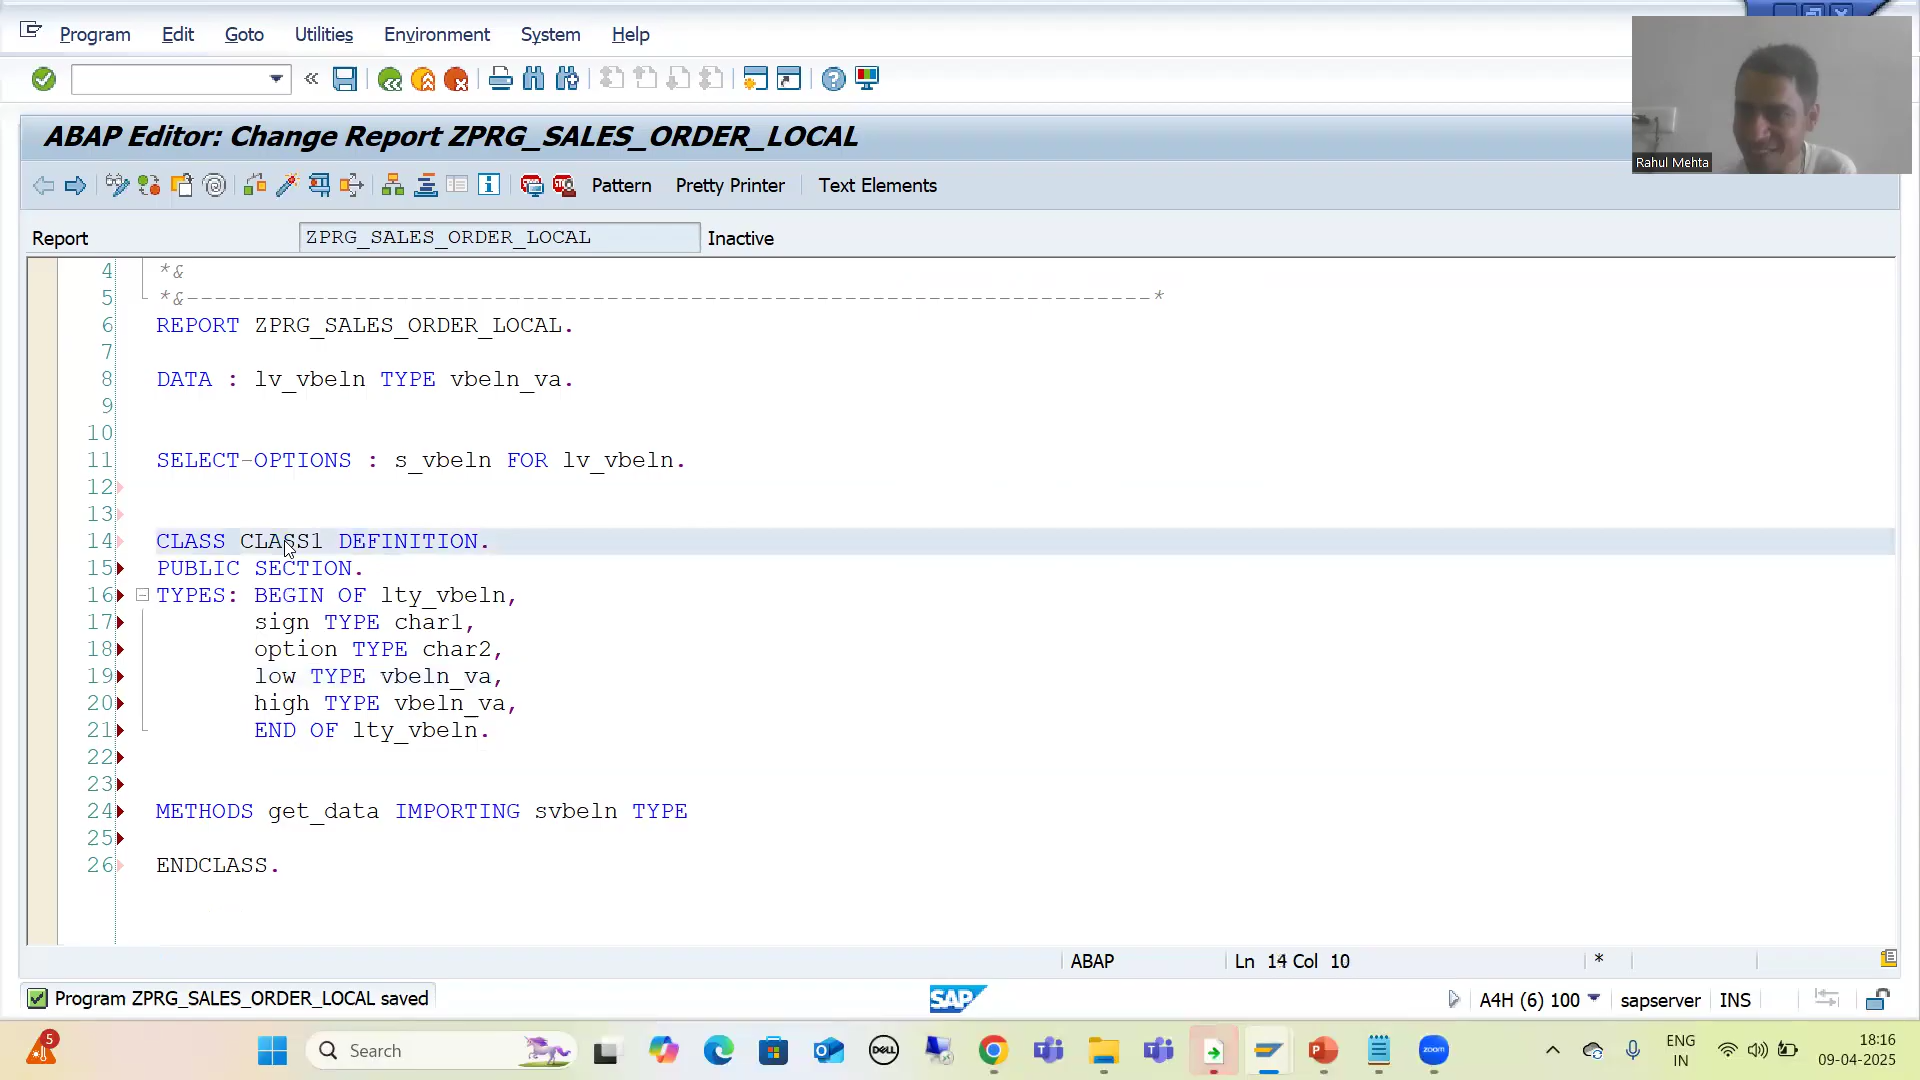 Program Edit Goto Utilities Environment System Help
Rahul Mehta
ABAP Editor: Change Report ZPRG_SALES_ORDER_LOCAL
Pattern Pretty Printer Text Elements
Report ZPRG_SALES_ORDER_LOCAL Inactive
4 *&
5 *&---------------------------------------------------------------------*
6 REPORT ZPRG_SALES_ORDER_LOCAL.
7
8 DATA : lv_vbeln TYPE vbeln_va.
9
10
11 SELECT-OPTIONS : s_vbeln FOR lv_vbeln.
12
13
14 CLASS CLASS1 DEFINITION.
15 PUBLIC SECTION.
16 TYPES: BEGIN OF lty_vbeln,
17 sign TYPE char1,
18 option TYPE char2,
19 low TYPE vbeln_va,
20 high TYPE vbeln_va,
21 END OF lty_vbeln.
22
23
24 METHODS get_data IMPORTING svbeln TYPE
25
26 ENDCLASS.
ABAP Ln 14 Col 10 *
Program ZPRG_SALES_ORDER_LOCAL saved SAP A4H (6) 100 sapserver INS
5 Search DELL zoom ENG IN 18:16 09-04-2025